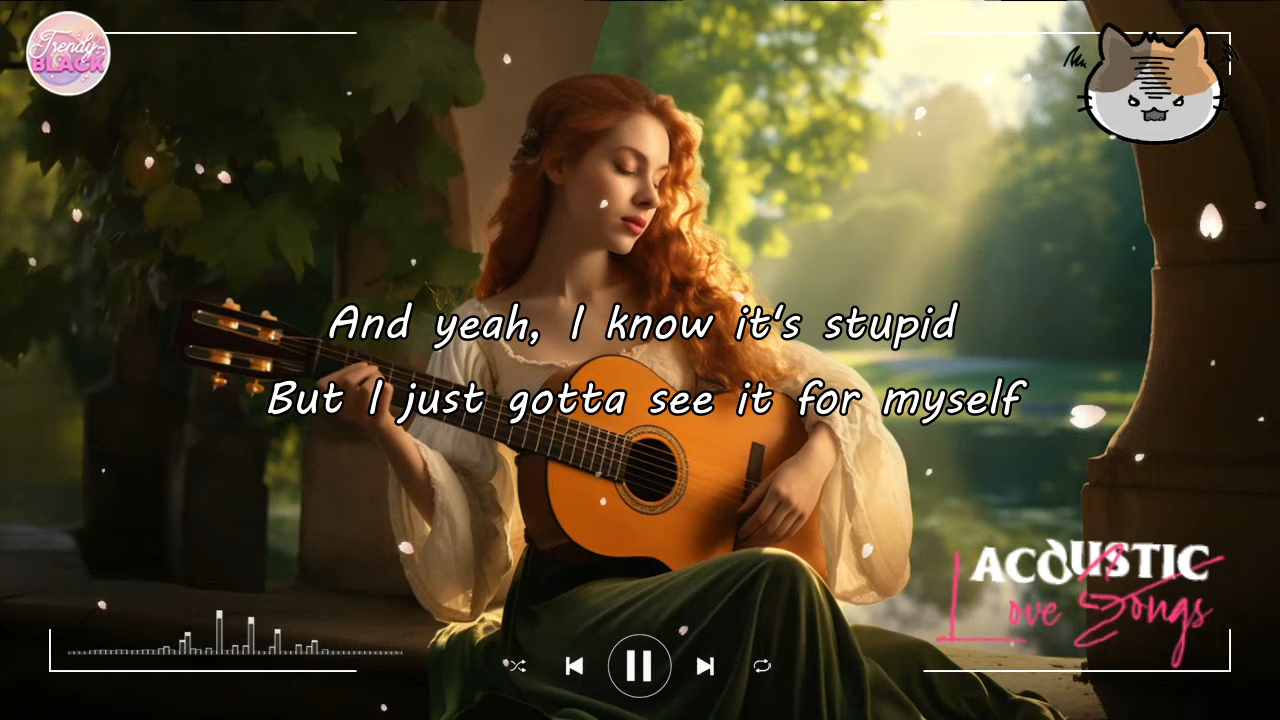 Trendy
BLACK
And yeah, I know it's stupid
But I just gotta see it for myself
ACOUSTIC
Love Songs